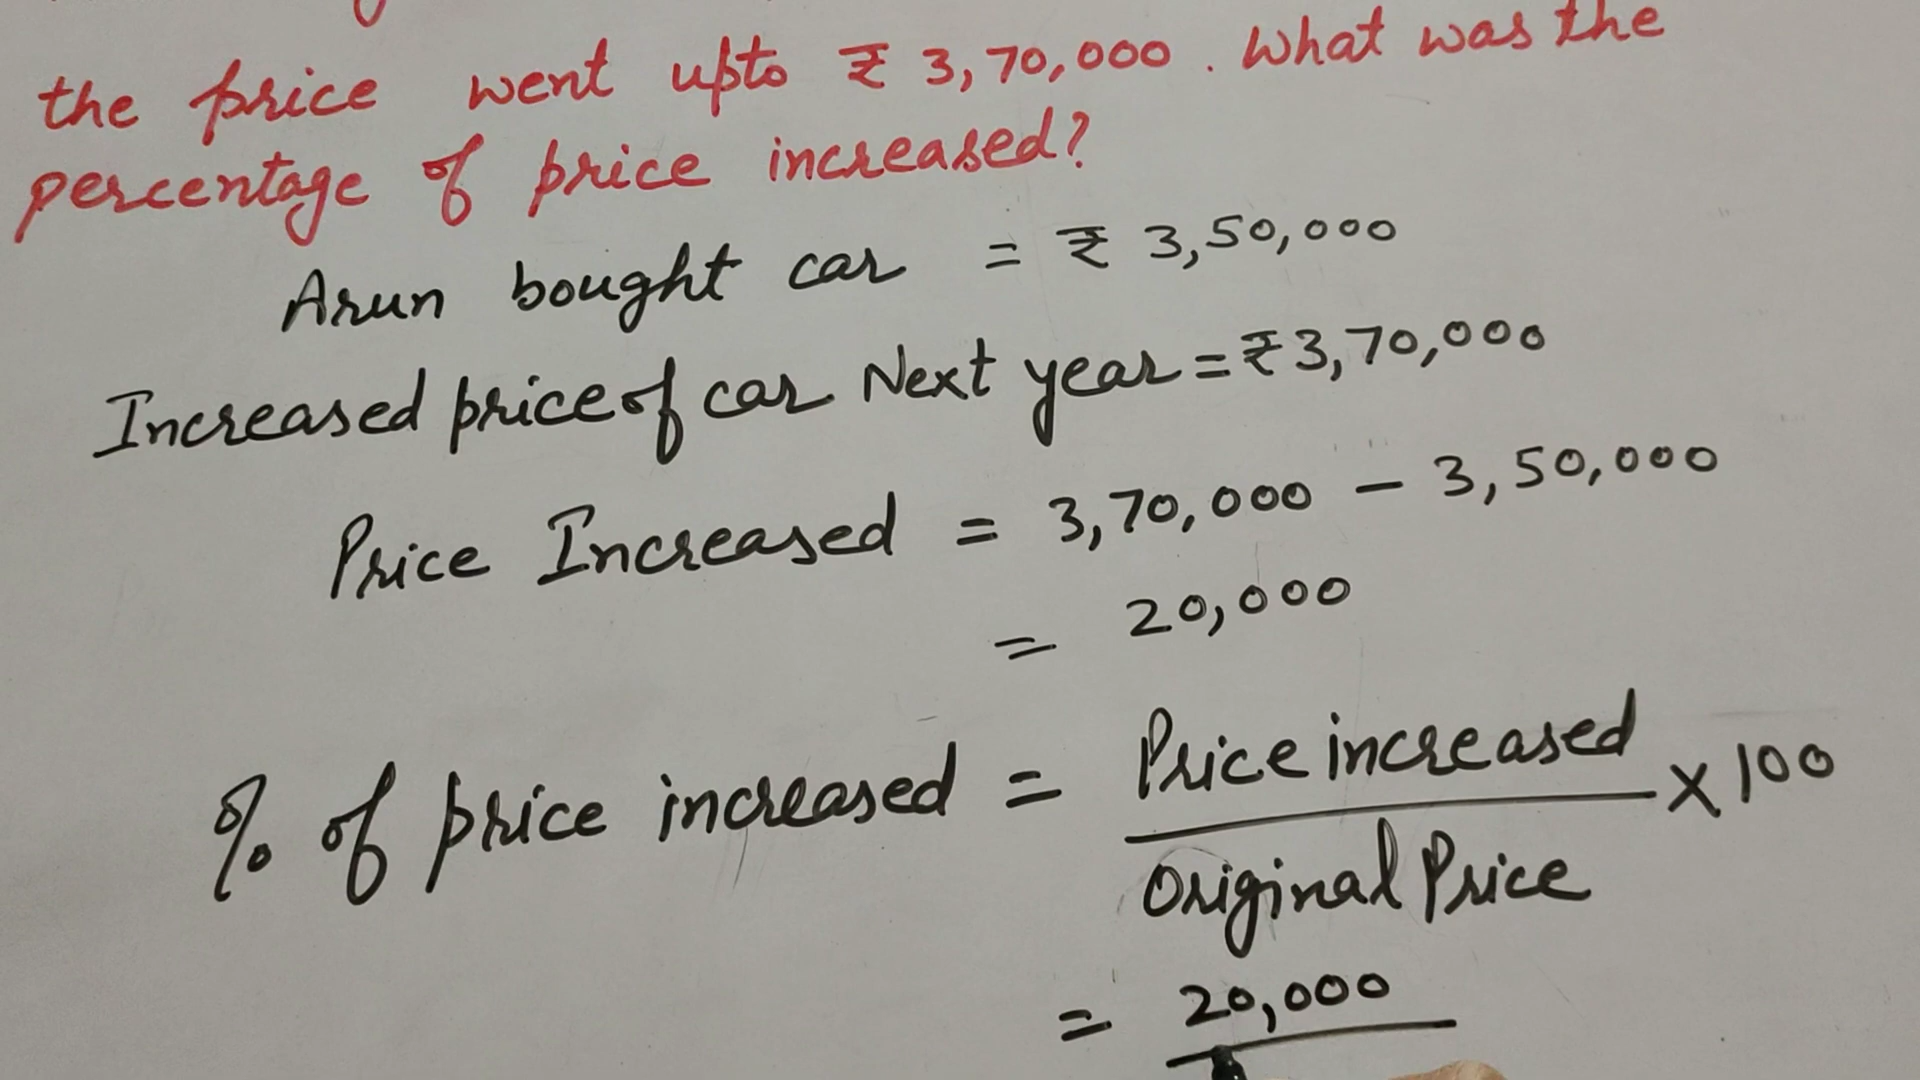 the price went upto ₹ 3,70,000. What was the
percentage of price increased?
Arun bought car = ₹ 3,50,000
Increased price of car Next year = ₹3,70,000
Price Increased = 3,70,000 - 3,50,000
= 20,000
% of price increased = Price increased × 100
Original Price
= 20,000